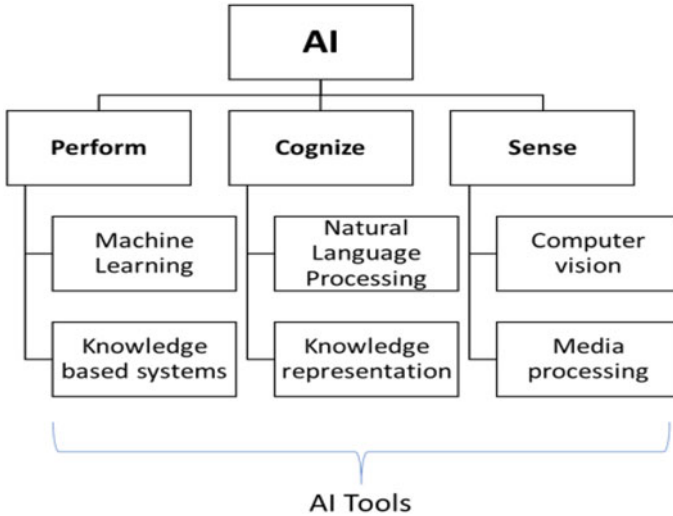 AI
Perform
Cognize
Sense
Machine
Learning
Natural
Language
Processing
Computer
vision
Knowledge
based systems
Knowledge
representation
Media
processing
AI Tools